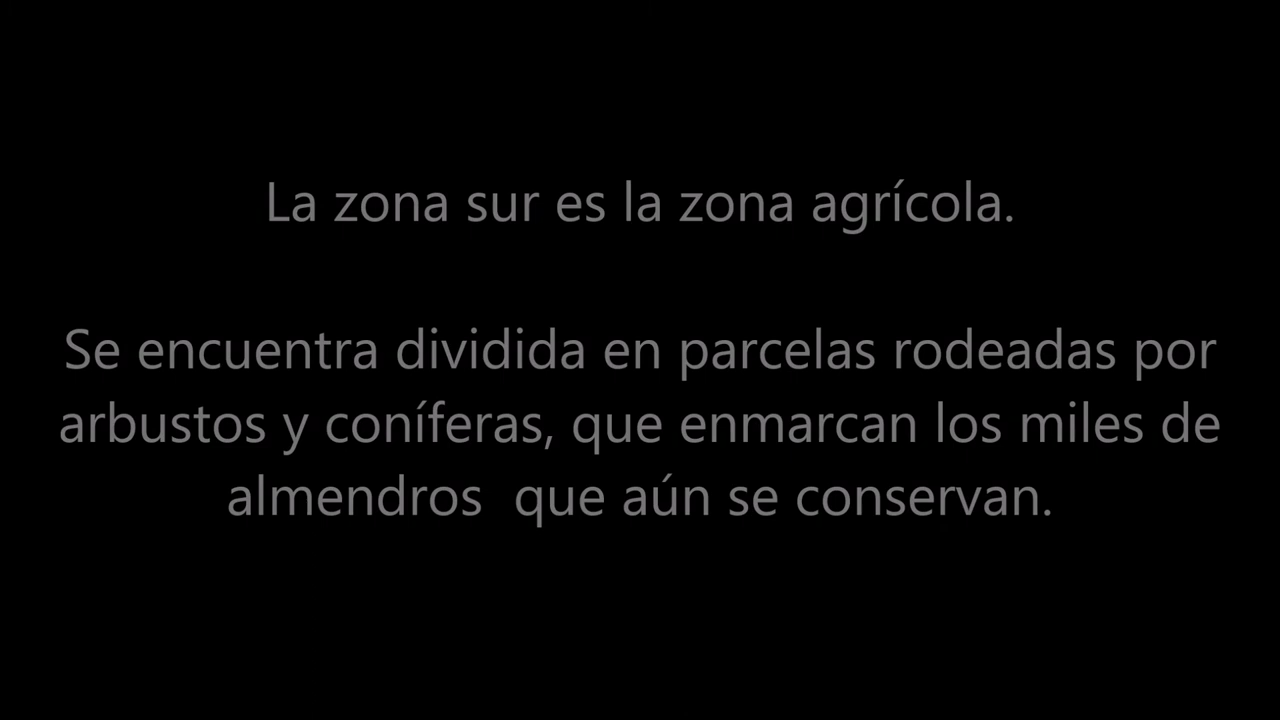 La zona sur es la zona agrícola.
Se encuentra dividida en parcelas rodeadas por
arbustos y coníferas, que enmarcan los miles de
almendros  que aún se conservan.